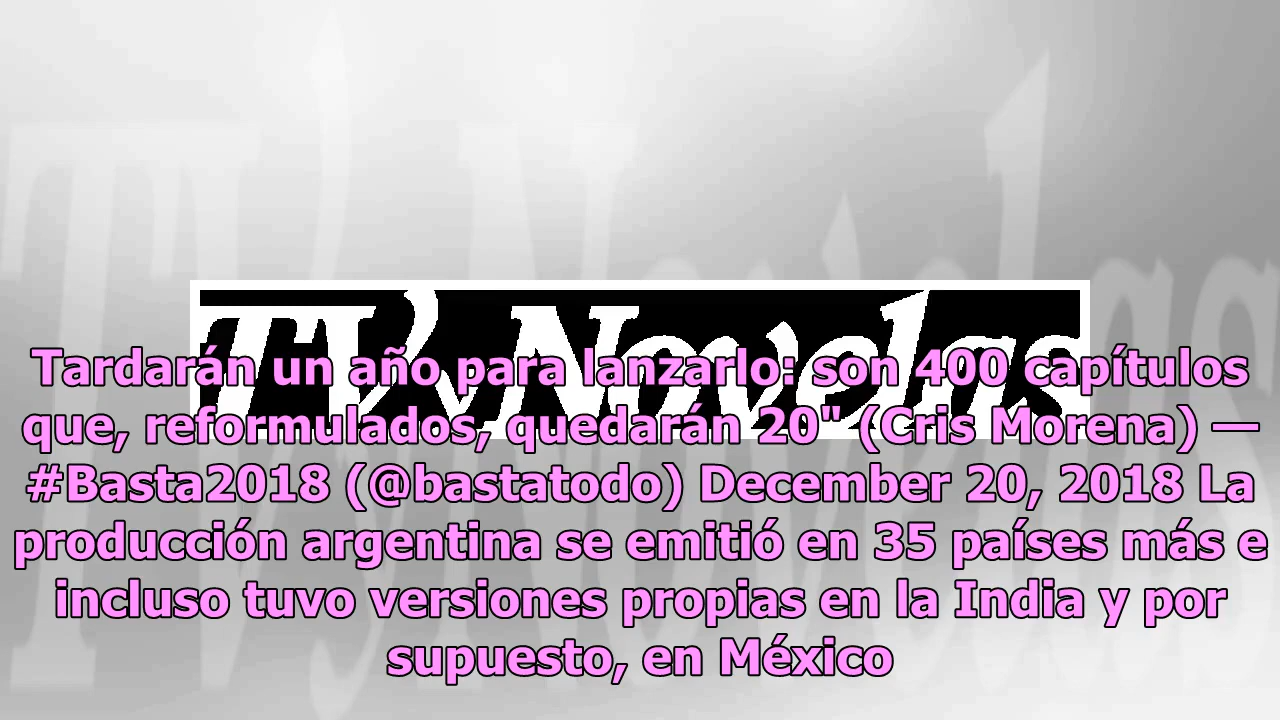 TVyNovelas
Tardarán un año para lanzarlo: son 400 capítulos
que, reformulados, quedarán 20" (Cris Morena) —
#Basta2018 (@bastatodo) December 20, 2018 La
producción argentina se emitió en 35 países más e
incluso tuvo versiones propias en la India y por
supuesto, en México